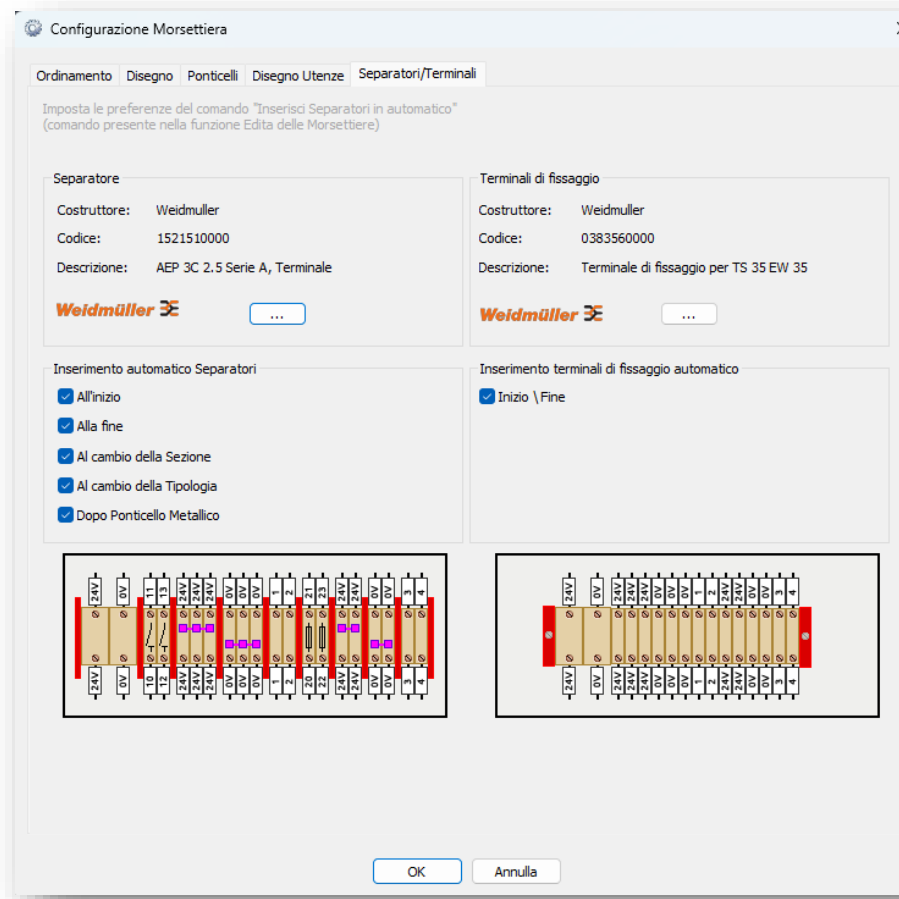 Configurazione Morsettiera
Ordinamento Disegno Ponticelli Disegno Utenze Separatori/Terminali
Imposta le preferenze del comando "Inserisci Separatori in automatico"
(comando presente nella funzione Edita delle Morsettiere)
Separatore
Costruttore: Weidmuller
Codice: 1521510000
Descrizione: AEP 3C 2.5 Serie A, Terminale
Weidmüller
...
Terminali di fissaggio
Costruttore: Weidmuller
Codice: 0383560000
Descrizione: Terminale di fissaggio per TS 35 EW 35
Weidmüller
...
Inserimento automatico Separatori
All'inizio
Alla fine
Al cambio della Sezione
Al cambio della Tipologia
Dopo Ponticello Metallico
Inserimento terminali di fissaggio automatico
Inizio \Fine
24V 0V 11 13 24V 24V 24V 0V 0V 0V 1 2 21 23 24V 24V 0V 0V 3 4
24V 0V 10 12 24V 24V 24V 0V 0V 0V 1 2 20 22 24V 24V 0V 0V 3 4
24V 0V 24V 24V 24V 0V 0V 0V 1 2 24V 24V 0V 0V 3 4
24V 0V 24V 24V 24V 0V 0V 0V 1 2 24V 24V 0V 0V 3 4
OK Annulla